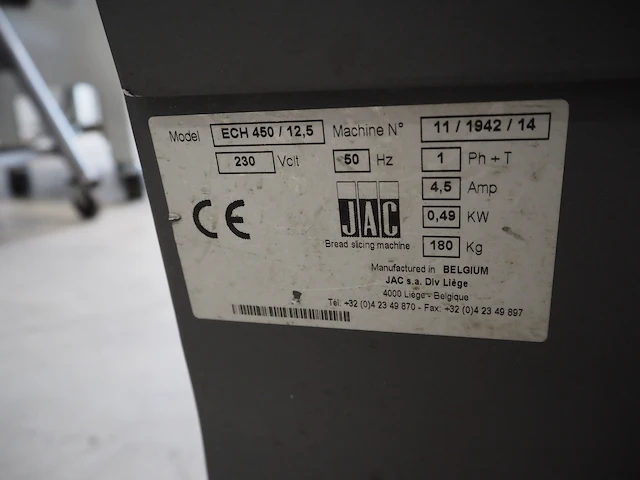 Model ECH 450 / 12,5 Machine N° 11 / 1942 / 14
230 Volt 50 Hz 1 Ph + T
4,5 Amp
CE JAC 0,49 KW
Bread slicing machine 180 Kg
Manufactured in BELGIUM
JAC s.a. Div Liège
4000 Liège - Belgique
Tél. +32 (0)4 23 49 870 - Fax: +32 (0)4 23 49 897